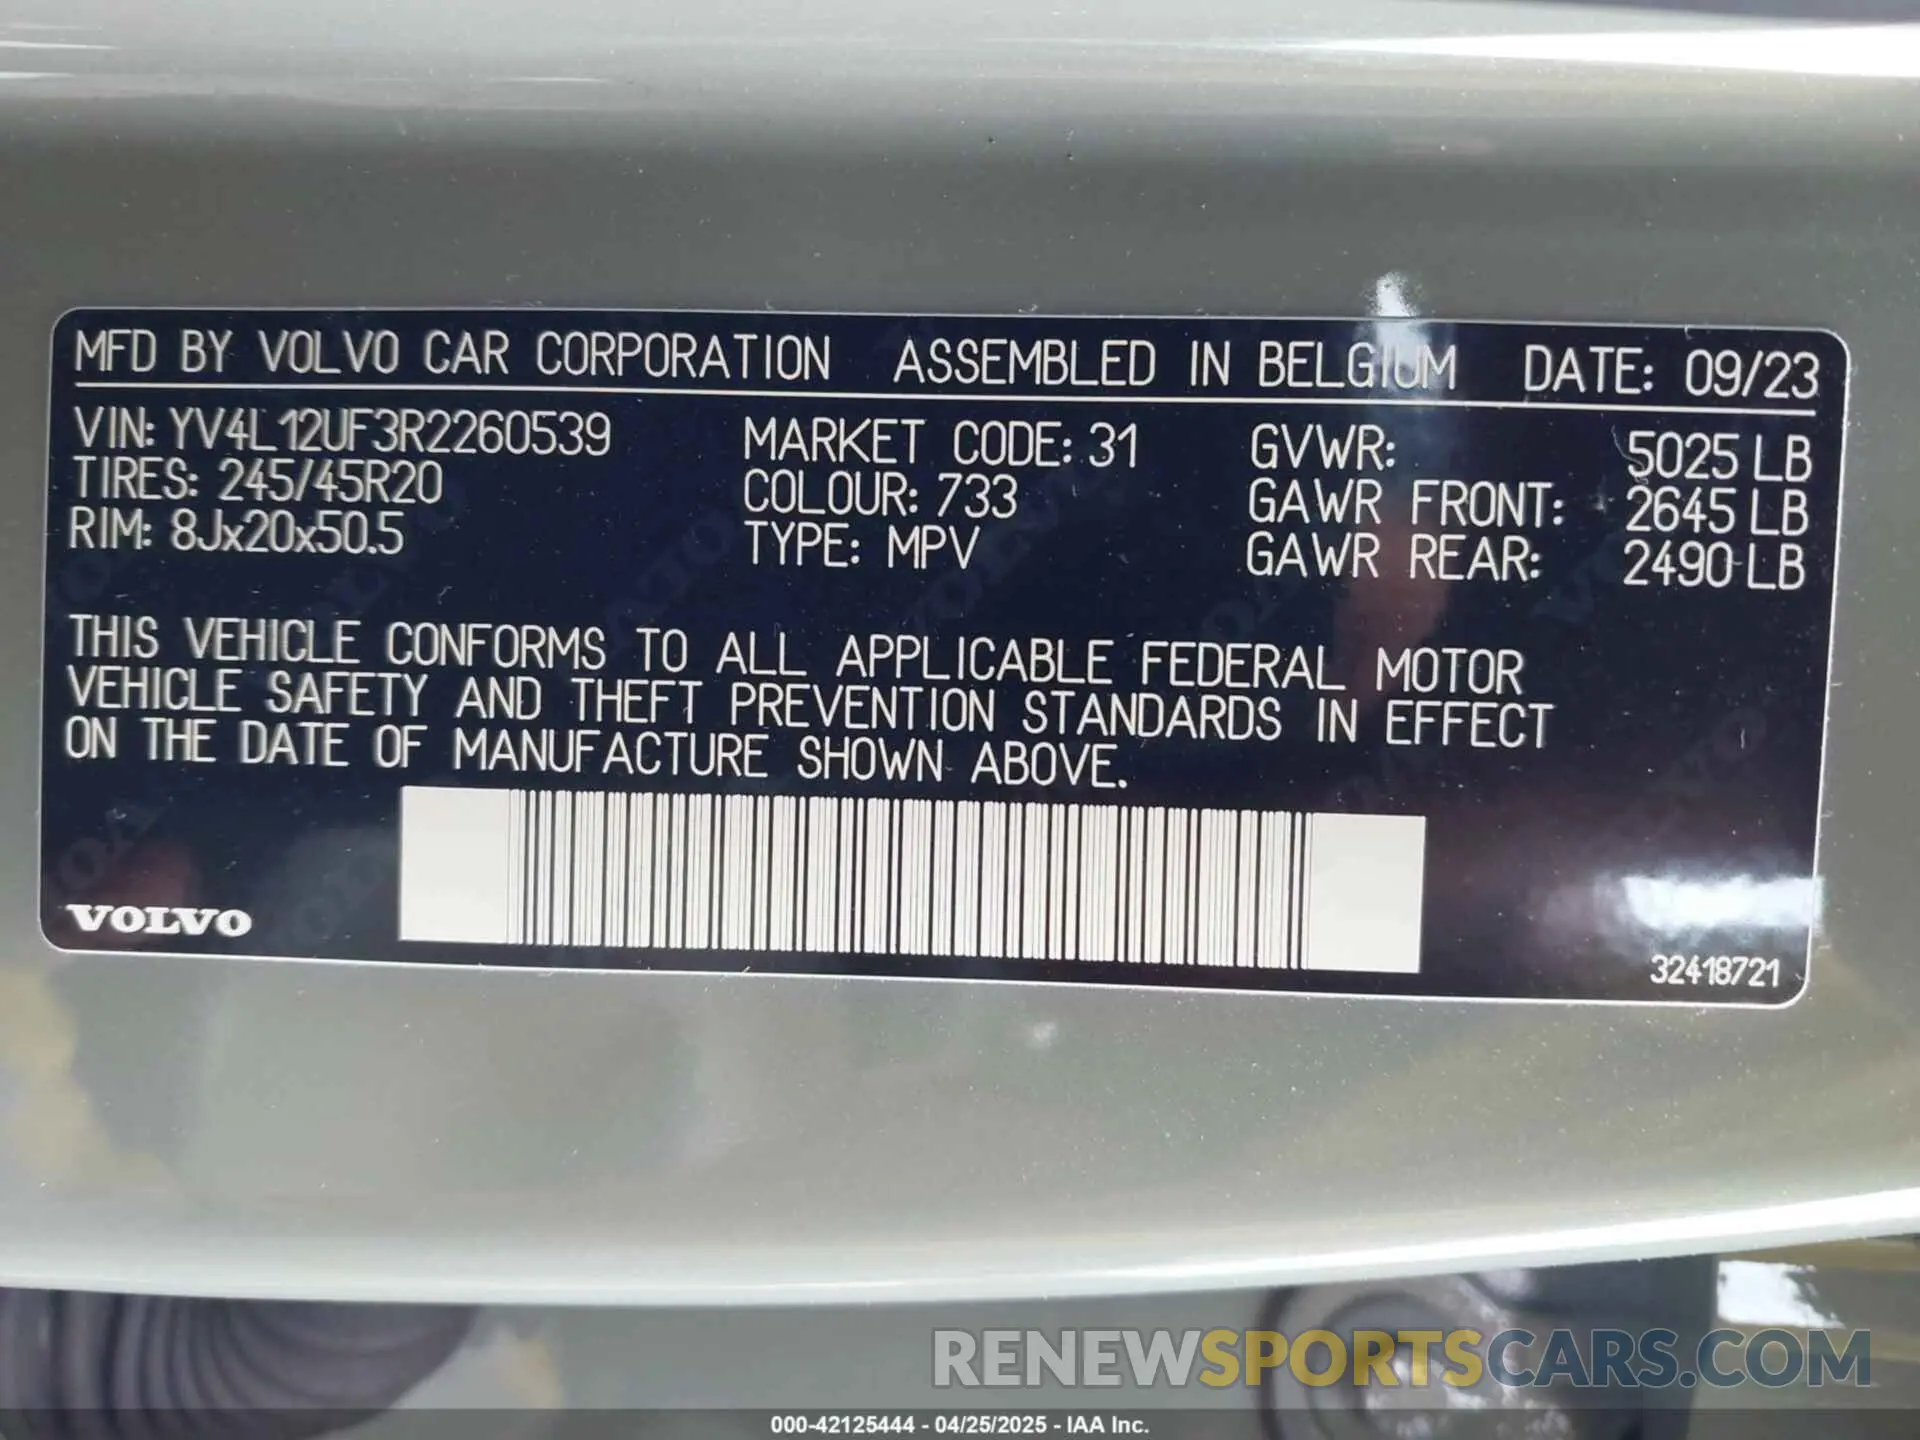 MFD BY VOLVO CAR CORPORATION ASSEMBLED IN BELGIUM DATE: 09/23
VIN: YV4L12UF3R2260539 MARKET CODE: 31 GVWR: 5025 LB
TIRES: 245/45R20 COLOUR: 733 GAWR FRONT: 2645 LB
RIM: 8Jx20x50.5 TYPE: MPV GAWR REAR: 2490 LB
THIS VEHICLE CONFORMS TO ALL APPLICABLE FEDERAL MOTOR
VEHICLE SAFETY AND THEFT PREVENTION STANDARDS IN EFFECT
ON THE DATE OF MANUFACTURE SHOWN ABOVE.
VOLVO
32418721
RENEWSPORTSCARS.COM
000-42125444 - 04/25/2025 - IAA Inc.